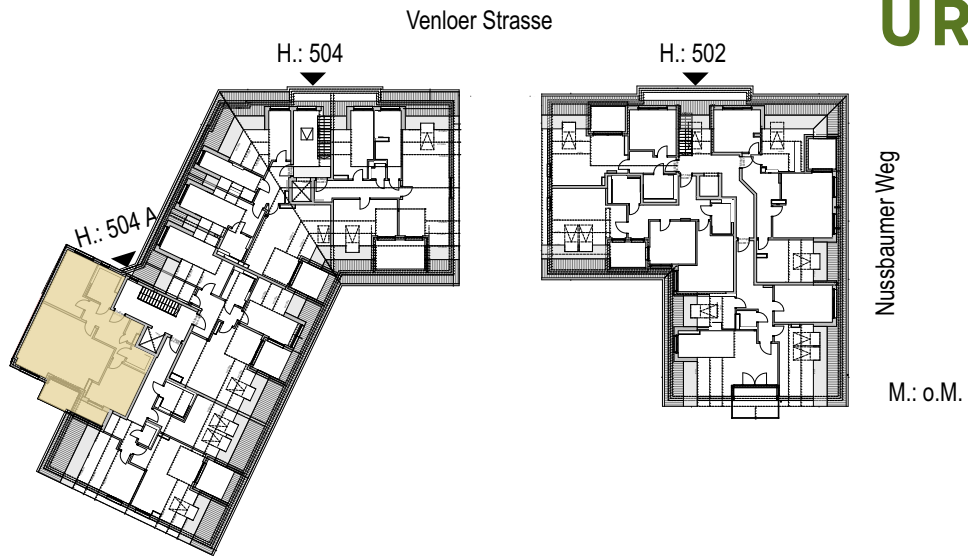 Venloer Strasse
UR
H.: 504
H.: 502
H.: 504 A
Nussbaumer Weg
M.: o.M.